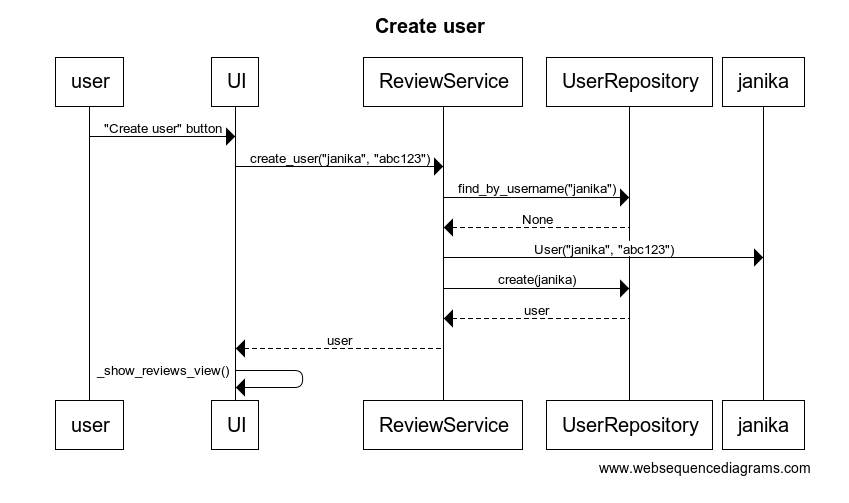 Create user
user
UI
ReviewService
UserRepository
janika
"Create user" button
create_user("janika", "abc123")
find_by_username("janika")
None
User("janika", "abc123")
create(janika)
user
user
_show_reviews_view()
user
UI
ReviewService
UserRepository
janika
www.websequencediagrams.com